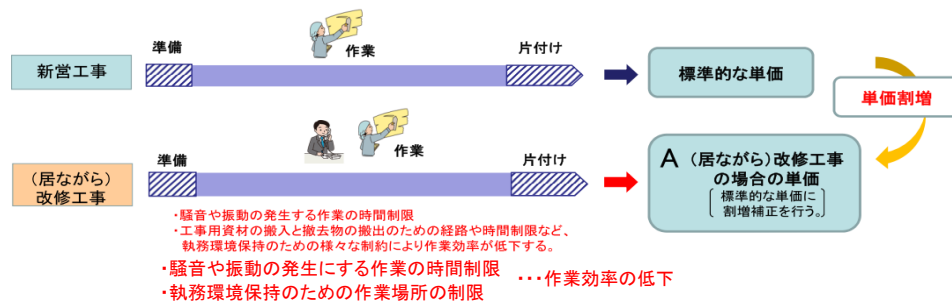 新営工事
準備
作業
片付け
標準的な単価
単価割増
(居ながら)
改修工事
準備
作業
片付け
A (居ながら)改修工事
の場合の単価
標準的な単価に
割増補正を行う。
・騒音や振動の発生する作業の時間制限
・工事用資材の搬入と撤去物の搬出のための経路や時間制限など、
執務環境保持のための様々な制約により作業効率が低下する。
・騒音や振動の発生にする作業の時間制限
・執務環境保持のための作業場所の制限
・・・作業効率の低下